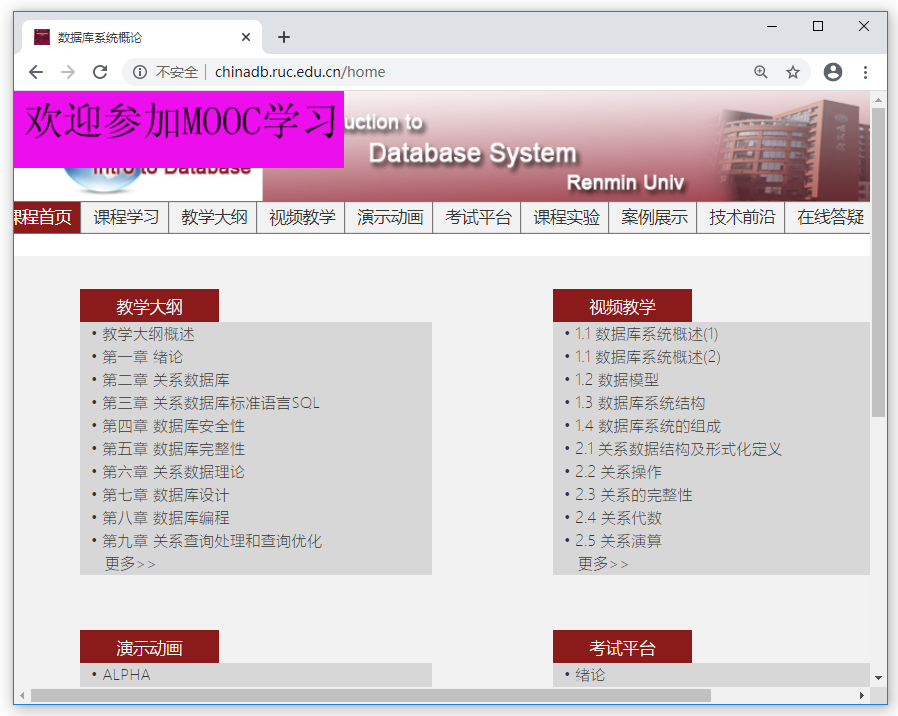 数据库系统概论
不安全 chinadb.ruc.edu.cn/home
欢迎参加MOOC学习
uction to
Database System
Intro to Database
Renmin Univ
课程首页 课程学习 教学大纲 视频教学 演示动画 考试平台 课程实验 案例展示 技术前沿 在线答疑
教学大纲
• 教学大纲概述
• 第一章 绪论
• 第二章 关系数据库
• 第三章 关系数据库标准语言SQL
• 第四章 数据库安全性
• 第五章 数据库完整性
• 第六章 关系数据理论
• 第七章 数据库设计
• 第八章 数据库编程
• 第九章 关系查询处理和查询优化
更多>>
视频教学
• 1.1 数据库系统概述(1)
• 1.1 数据库系统概述(2)
• 1.2 数据模型
• 1.3 数据库系统结构
• 1.4 数据库系统的组成
• 2.1 关系数据结构及形式化定义
• 2.2 关系操作
• 2.3 关系的完整性
• 2.4 关系代数
• 2.5 关系演算
更多>>
演示动画
• ALPHA
考试平台
• 绪论